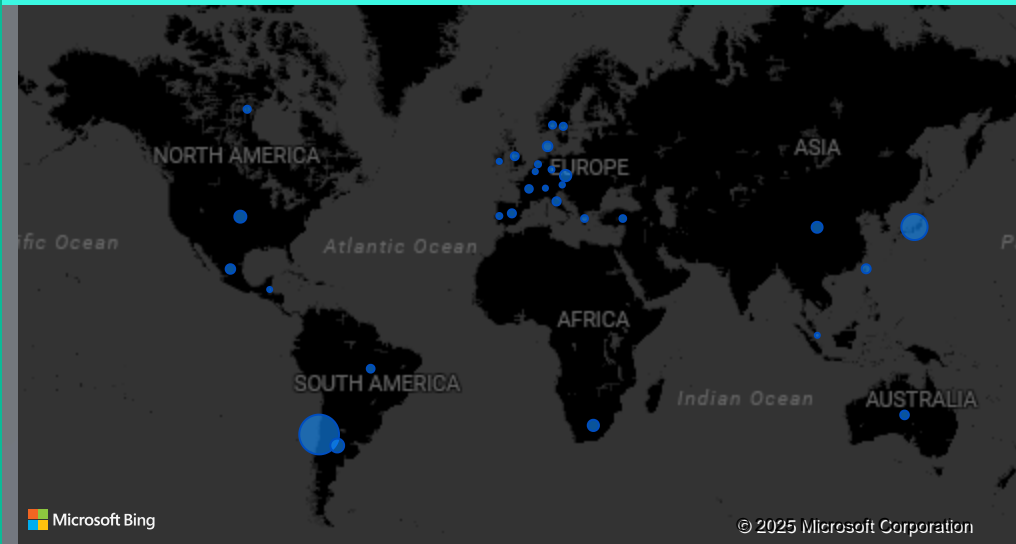 NORTH AMERICA
EUROPE
ASIA
ific Ocean
Atlantic Ocean
P
AFRICA
SOUTH AMERICA
Indian Ocean
AUSTRALIA
Microsoft Bing
© 2025 Microsoft Corporation